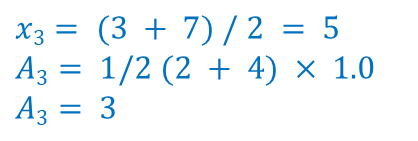 x₃ = (3 + 7) / 2 = 5
A₃ = 1/2 (2 + 4) × 1.0
A₃ = 3